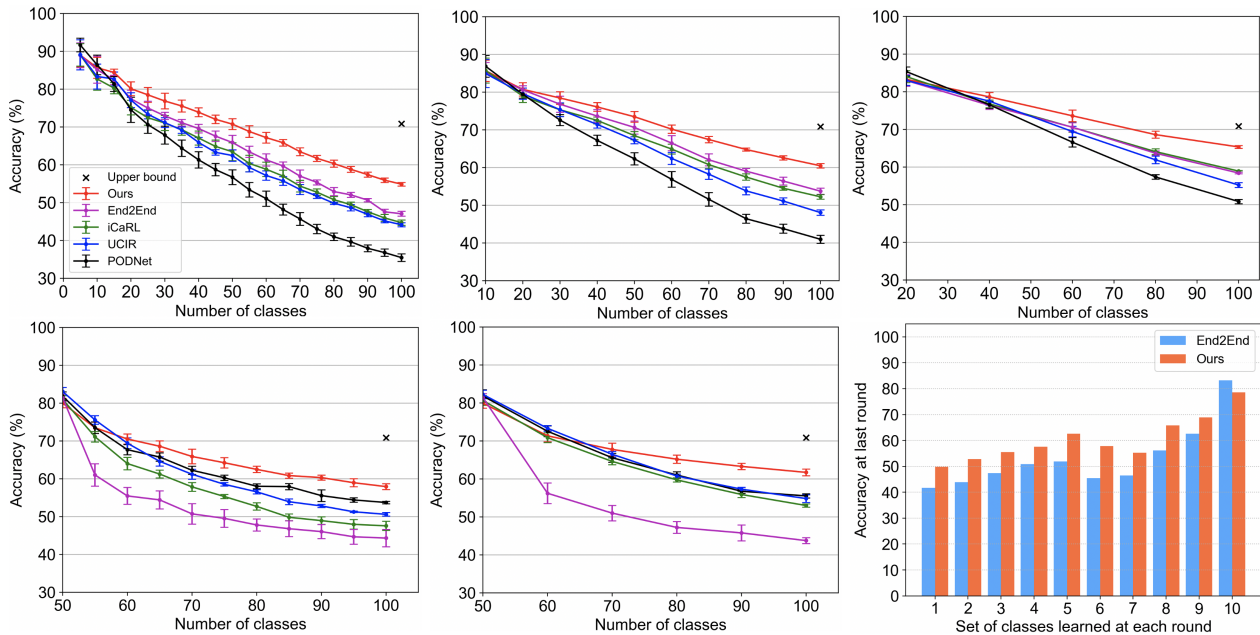 100
90
80
70
60
50
40
30
Accuracy (%)
0 10 20 30 40 50 60 70 80 90 100
Number of classes
Upper bound
Ours
End2End
iCaRL
UCIR
PODNet
100
90
80
70
60
50
40
30
Accuracy (%)
10 20 30 40 50 60 70 80 90 100
Number of classes
100
90
80
70
60
50
40
30
Accuracy (%)
20 30 40 50 60 70 80 90 100
Number of classes
100
90
80
70
60
50
40
30
Accuracy (%)
50 60 70 80 90 100
Number of classes
100
90
80
70
60
50
40
30
Accuracy (%)
50 60 70 80 90 100
Number of classes
100
90
80
70
60
50
40
30
20
10
0
Accuracy at last round
End2End
Ours
1 2 3 4 5 6 7 8 9 10
Set of classes learned at each round